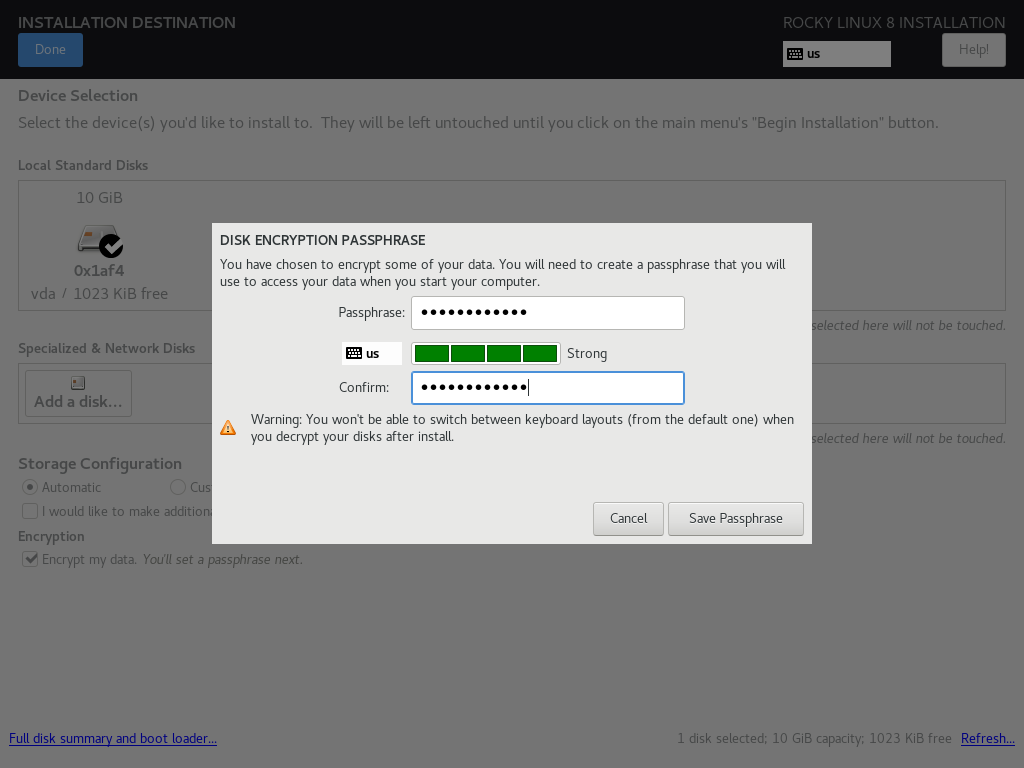 INSTALLATION DESTINATION
ROCKY LINUX 8 INSTALLATION
Done
us
Help!
Device Selection
Select the device(s) you'd like to install to.  They will be left untouched until you click on the main menu's "Begin Installation" button.
Local Standard Disks
10 GiB
0x1af4
vda / 1023 KiB free
selected here will not be touched.
Specialized & Network Disks
Add a disk...
selected here will not be touched.
Storage Configuration
Automatic
I would like to make
Encryption
Encrypt my data. You'll set a passphrase next.
DISK ENCRYPTION PASSPHRASE
You have chosen to encrypt some of your data. You will need to create a passphrase that you will
use to access your data when you start your computer.
Passphrase: ●●●●●●●●●●●●
us
Strong
Confirm: ●●●●●●●●●●●●
Warning: You won't be able to switch between keyboard layouts (from the default one) when
you decrypt your disks after install.
Cancel
Save Passphrase
Full disk summary and boot loader...
1 disk selected; 10 GiB capacity; 1023 KiB free
Refresh...